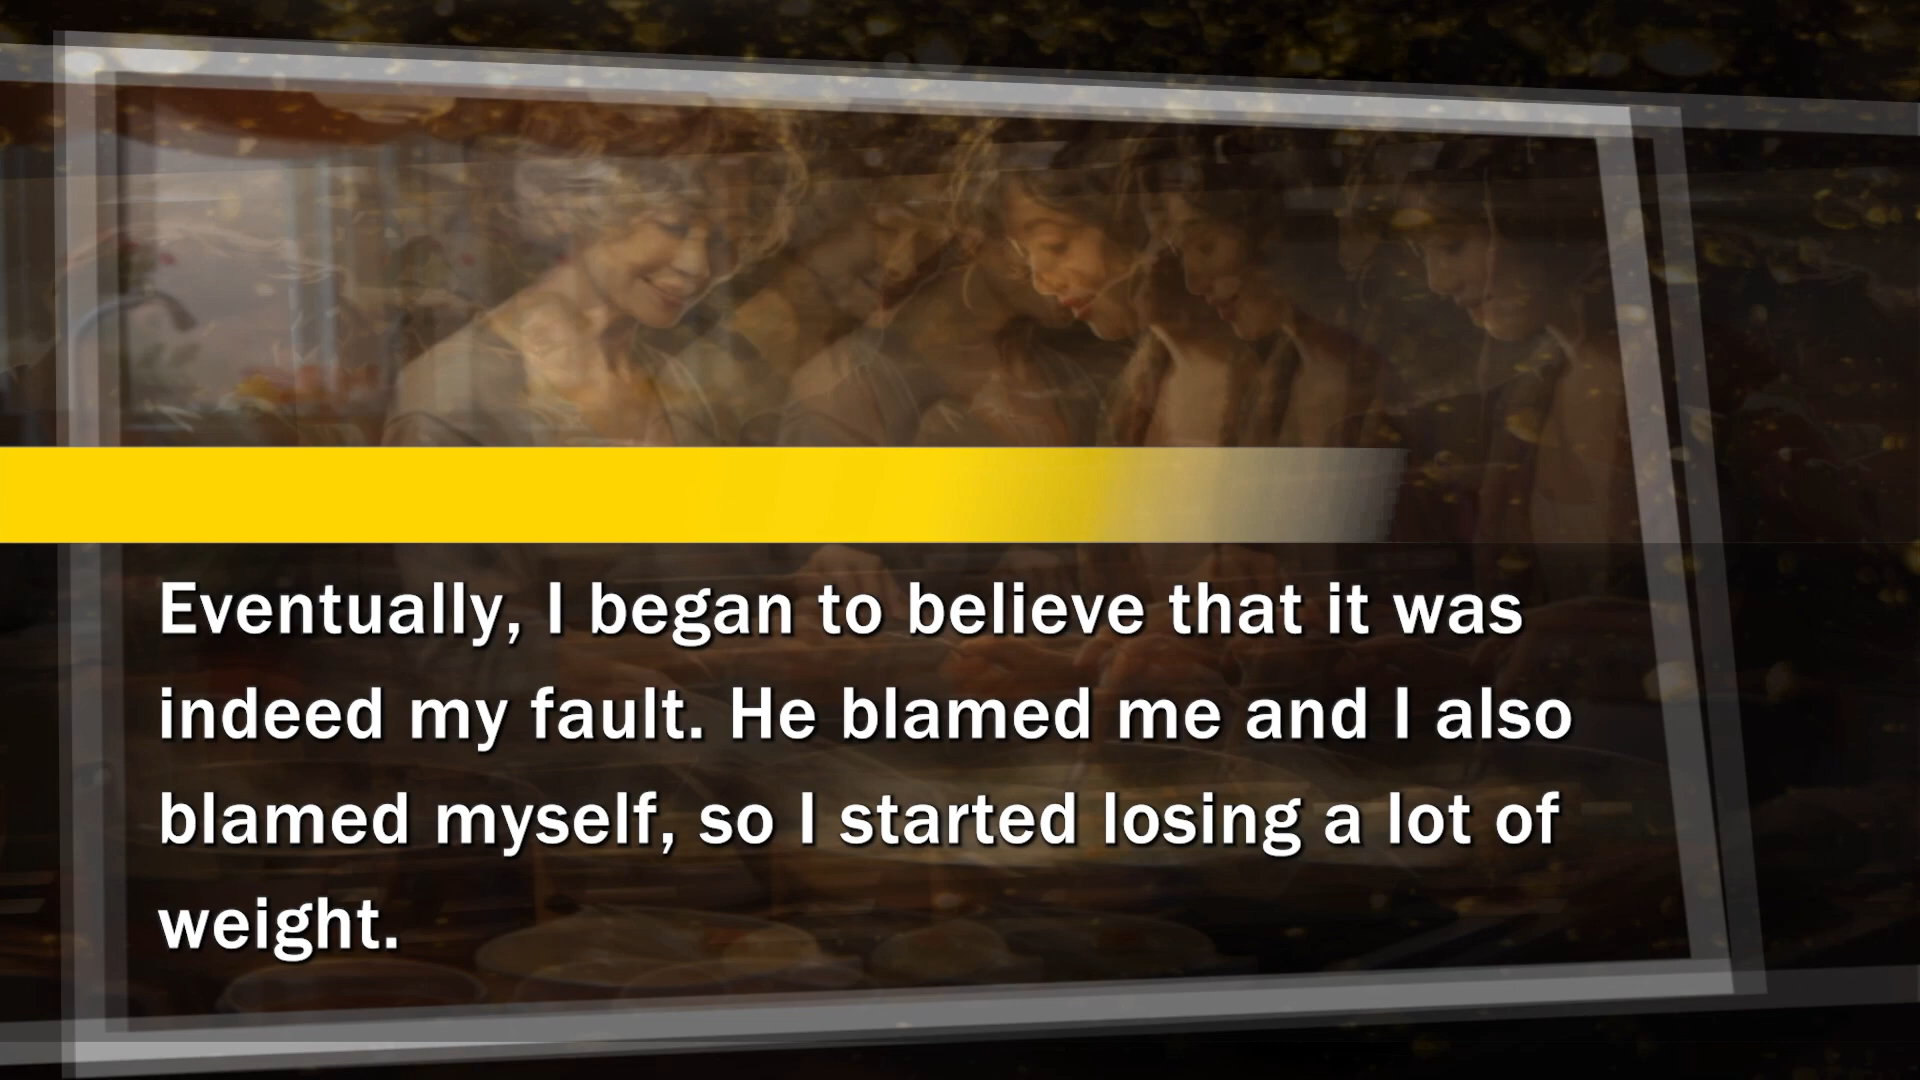 Eventually, I began to believe that it was
indeed my fault. He blamed me and I also
blamed myself, so I started losing a lot of
weight.